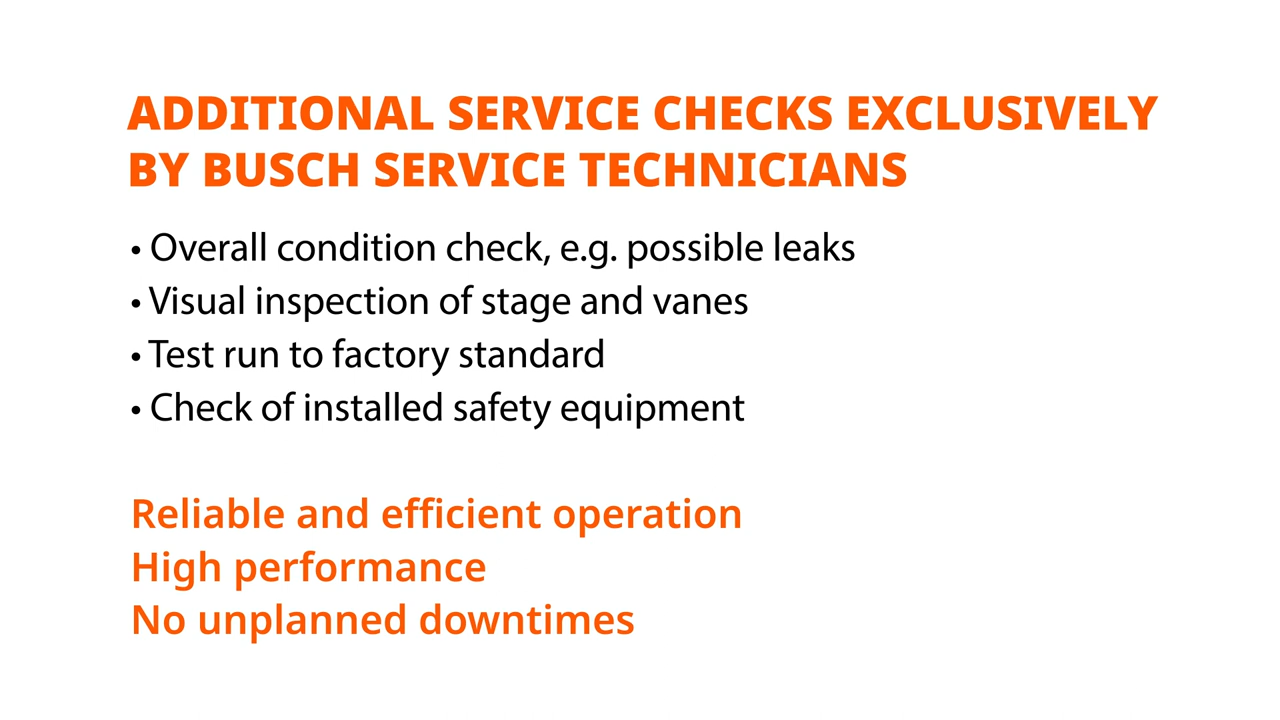 ADDITIONAL SERVICE CHECKS EXCLUSIVELY
BY BUSCH SERVICE TECHNICIANS
• Overall condition check, e.g. possible leaks
• Visual inspection of stage and vanes
• Test run to factory standard
• Check of installed safety equipment
Reliable and efficient operation
High performance
No unplanned downtimes